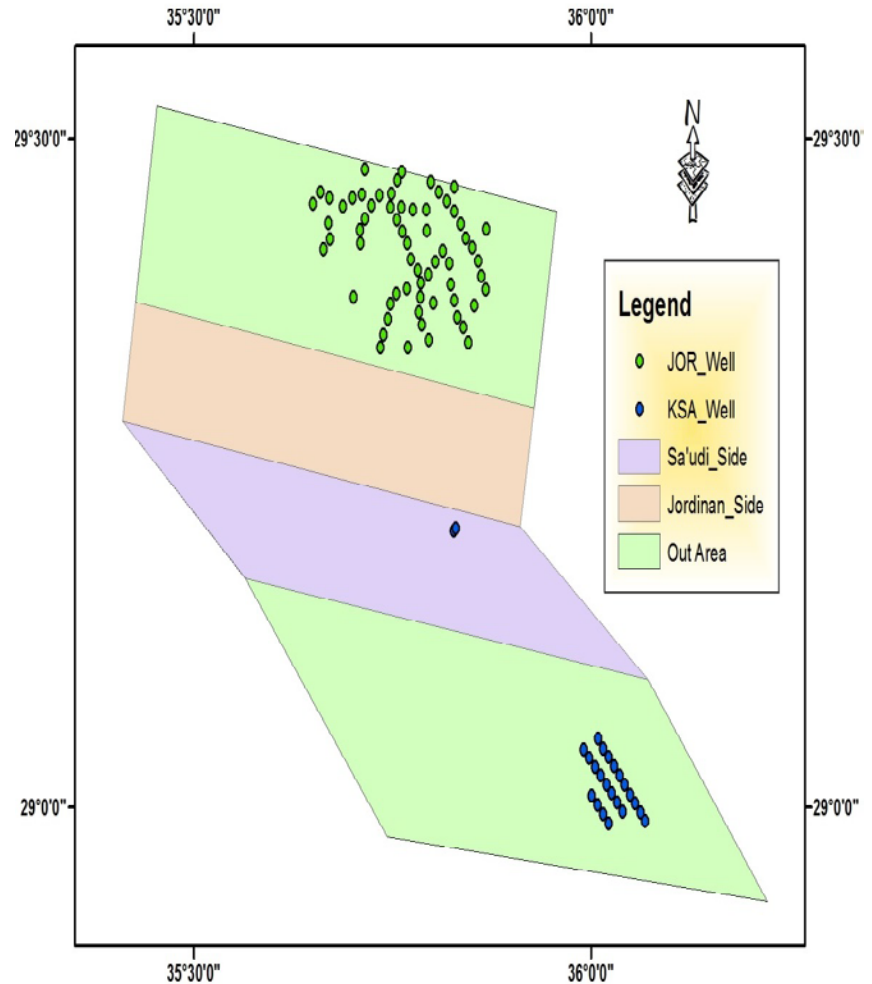 35°30'0"
36°0'0"
29°30'0"
29°30'0"
N
Legend
JOR_Well
KSA_Well
Sa'udi_Side
Jordinan_Side
Out Area
29°0'0"
29°0'0"
35°30'0"
36°0'0"